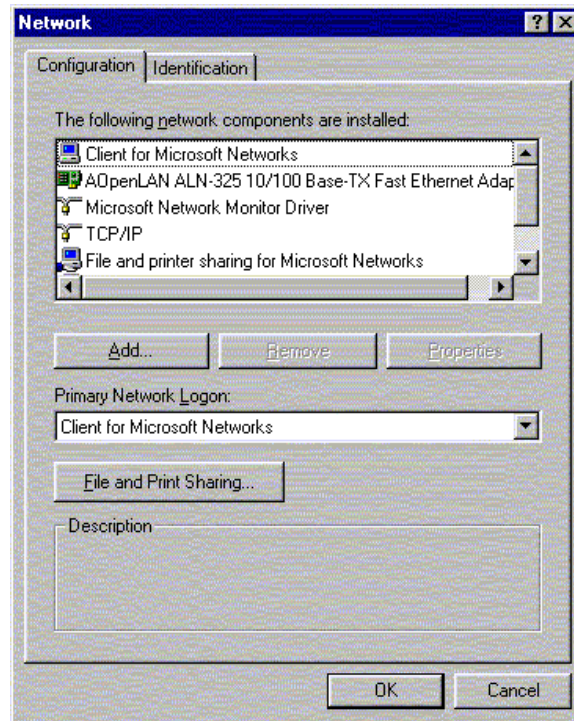 Network
Configuration
Identification
The following network components are installed:
Client for Microsoft Networks
AOpenLAN ALN-325 10/100 Base-TX Fast Ethernet Adap
Microsoft Network Monitor Driver
TCP/IP
File and printer sharing for Microsoft Networks
Add...
Remove
Properties
Primary Network Logon:
Client for Microsoft Networks
File and Print Sharing...
Description
OK
Cancel